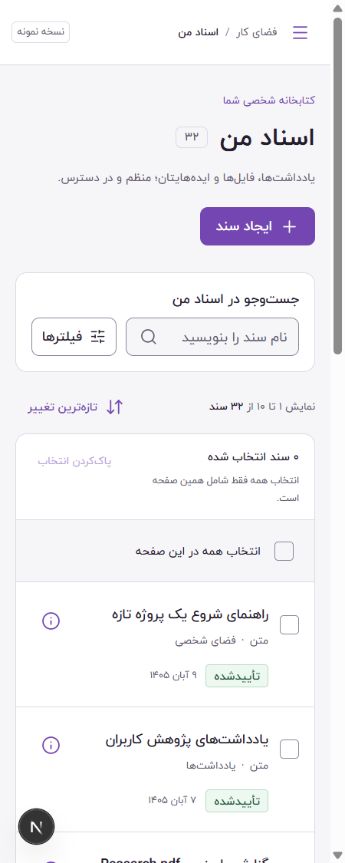 فضای کار / اسناد من
نسخه نمونه
کتابخانه شخصی شما
اسناد من ۳۲
یادداشت‌ها، فایل‌ها و ایده‌هایتان؛ منظم و در دسترس.
ایجاد سند
جست‌وجو در اسناد من
نام سند را بنویسید
فیلترها
نمایش ۱ تا ۱۰ از ۳۲ سند
تازه‌ترین تغییر
۰ سند انتخاب شده
پاک‌کردن انتخاب
انتخاب همه فقط شامل همین صفحه
است.
انتخاب همه در این صفحه
راهنمای شروع یک پروژه تازه
متن · فضای شخصی
تأییدشده ۹ آبان ۱۴۰۵
یادداشت‌های پژوهش کاربران
متن · یادداشت‌ها
تأییدشده ۷ آبان ۱۴۰۵
N
Research.pdf